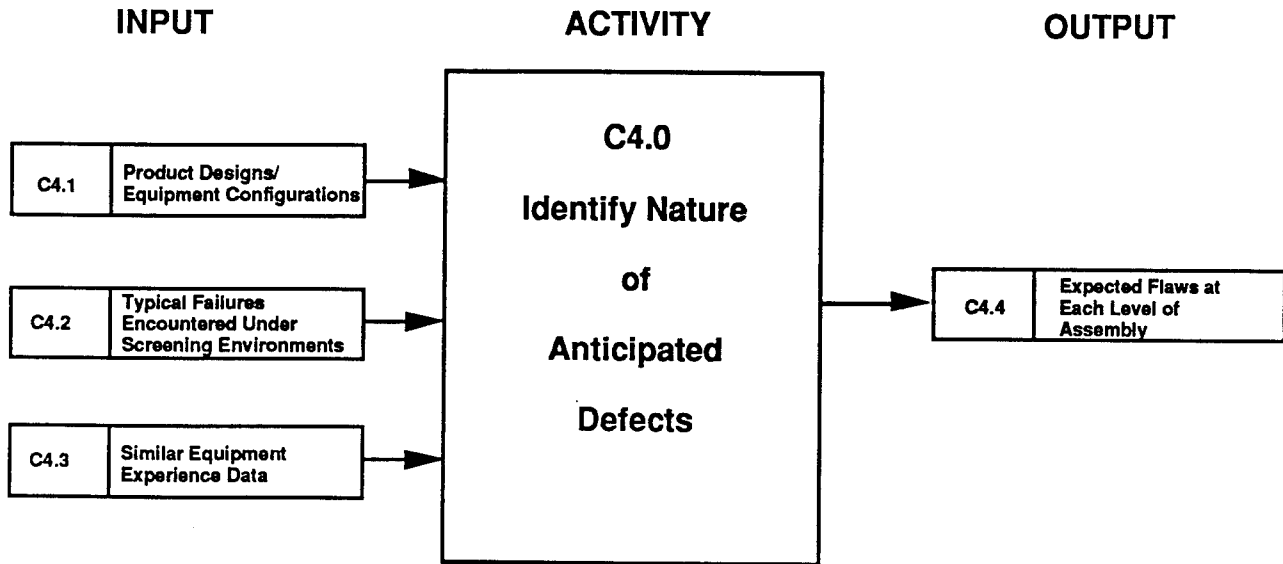 INPUT
ACTIVITY
OUTPUT
C4.1
Product Designs/
Equipment Configurations
C4.2
Typical Failures
Encountered Under
Screening Environments
C4.3
Similar Equipment
Experience Data
C4.0
Identify Nature
of
Anticipated
Defects
C4.4
Expected Flaws at
Each Level of
Assembly